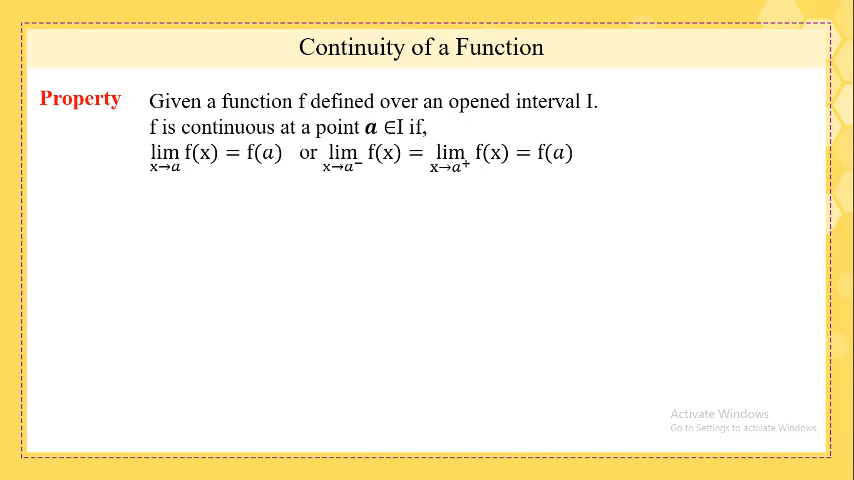 Continuity of a Function
Property
Given a function f defined over an opened interval I.
f is continuous at a point a ∈I if,
lim x→a f(x) = f(a) or lim x→a⁻ f(x) = lim x→a⁺ f(x) = f(a)
Activate Windows
Go to Settings to activate Windows.